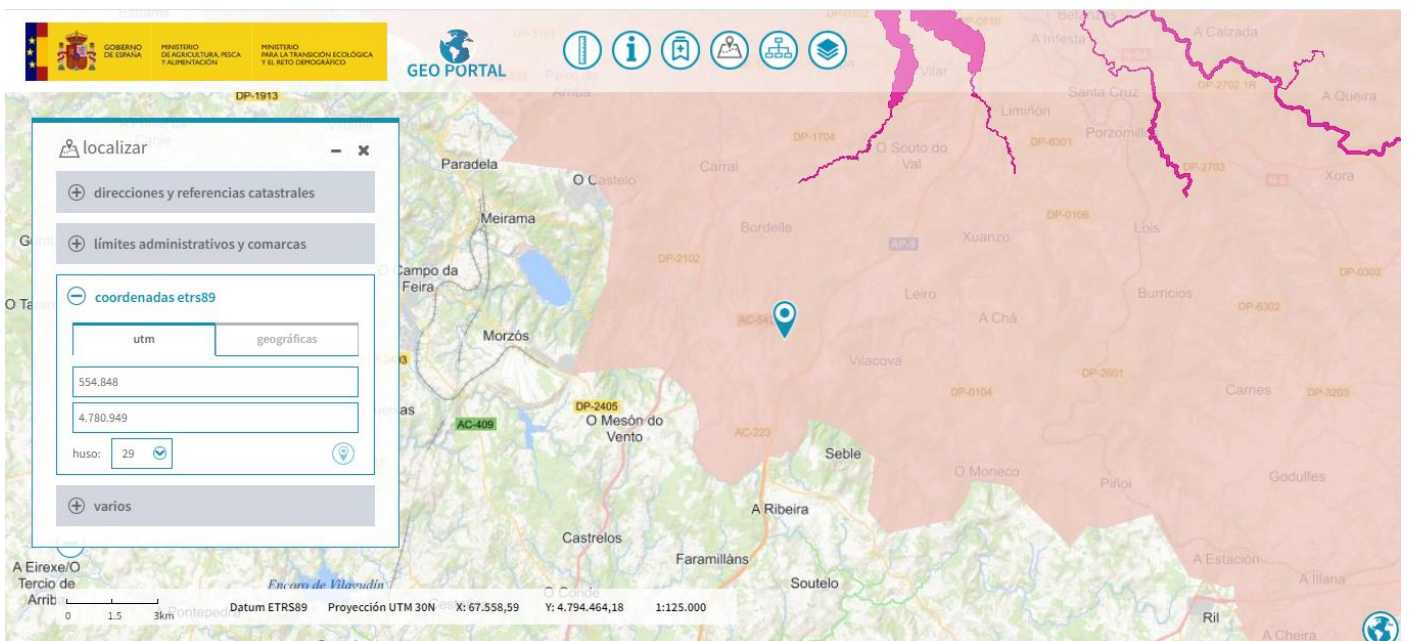 GOBIERNO
DE ESPAÑA
MINISTERIO
DE AGRICULTURA, PESCA
Y ALIMENTACIÓN
MINISTERIO
PARA LA TRANSICIÓN ECOLÓGICA
Y EL RETO DEMOGRÁFICO
GEO PORTAL
DP-1913
localizar
direcciones y referencias catastrales
límites administrativos y comarcas
coordenadas etrs89
utm
geográficas
554.848
4.780.949
huso: 29
varios
Betanzos
A Infesta
A Calzada
Vilar
Santa Cruz
DP-2702 1R
A Queira
Limiñón
DP-1704
O Souto do
Val
DP-6301
Porzomillo
DP-2703
Xora
Paradela
O Castelo
Carral
Meirama
Bordelle
DP-0106
Lois
AP-9
Xuanzo
DP-2102
O Campo da
Feira
DP-0302
Leiro
Burricios
DP-6302
A Chá
Morzós
Vilacova
DP-2601
DP-0104
Carnes
DP-3203
DP-2405
AC-409
O Mesón do
Vento
AC-223
Seble
O Moneco
Piñoi
Godulfes
A Ribeira
Castrelos
Faramilláns
A Estación
A Illana
Soutelo
A Eirexe/O
Tercio de
Arriba
Encoro de Vilagudín
O Conde
Ril
A Cheira
0 1.5 3km
Datum ETRS89 Proyección UTM 30N X: 67.558,59 Y: 4.794.464,18 1:125.000